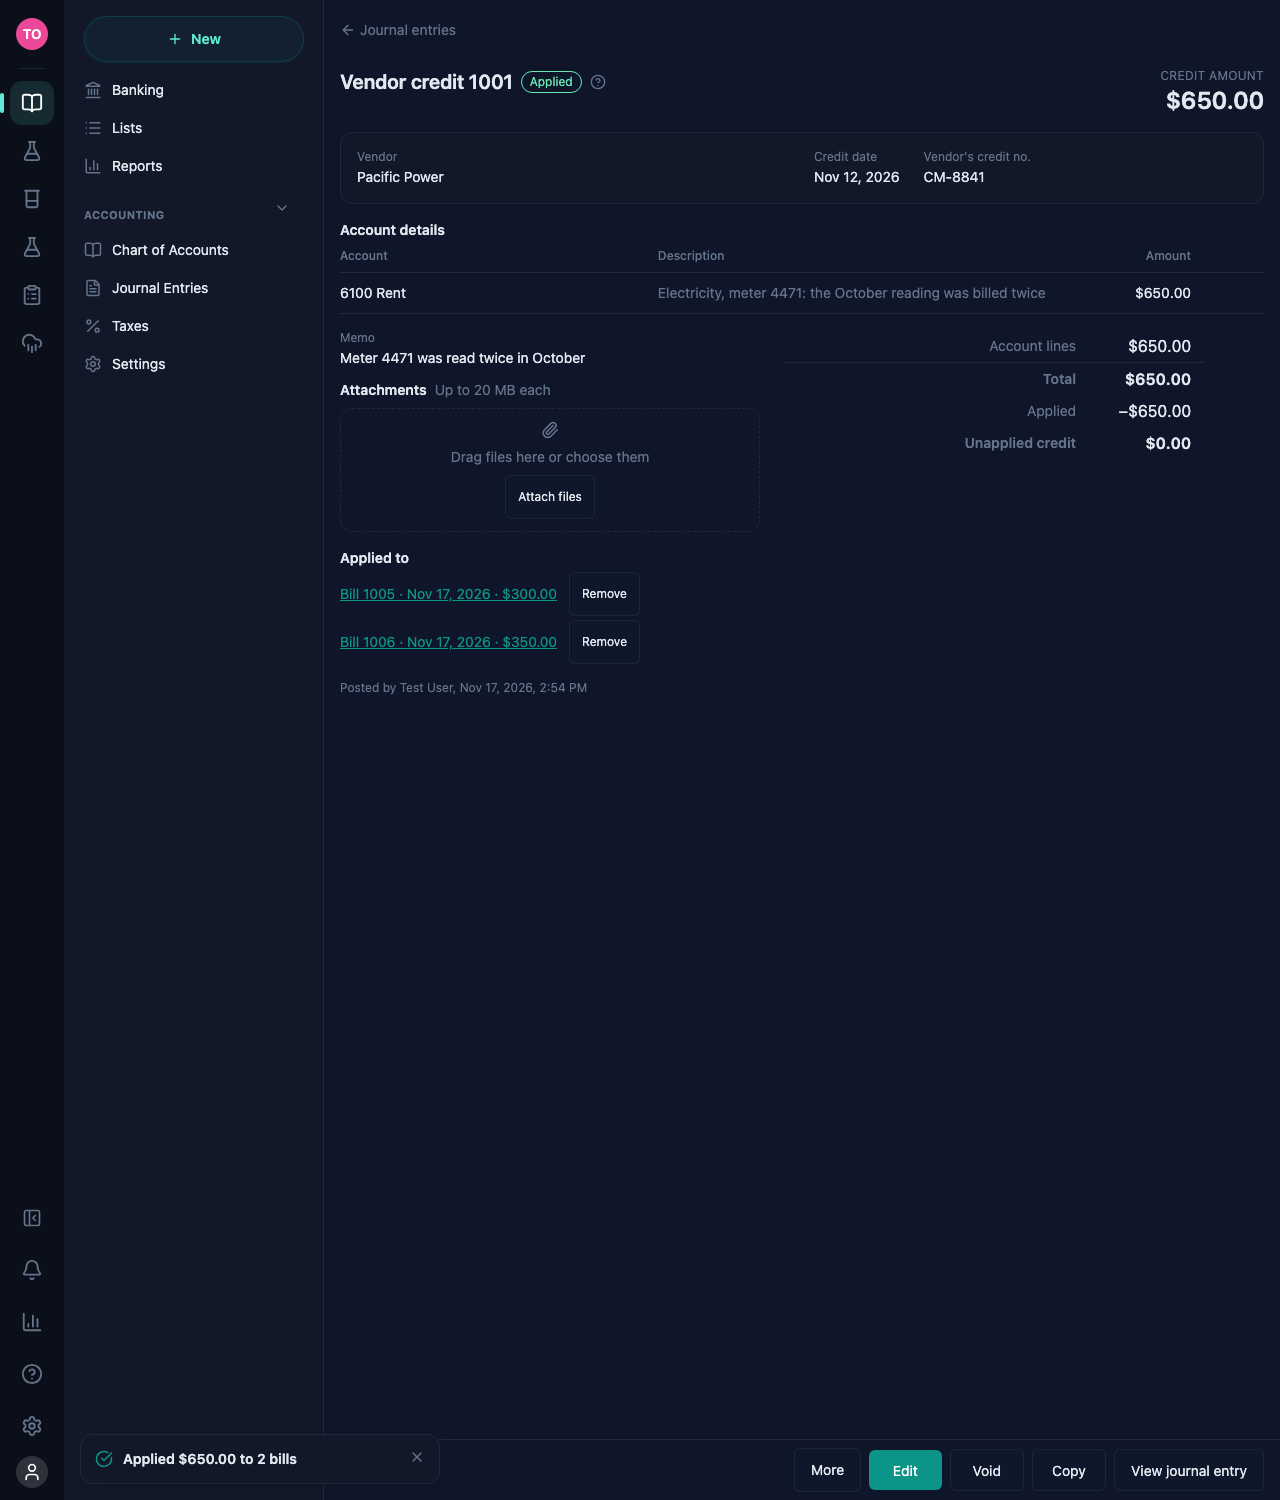 TO
New
Banking
Lists
Reports
ACCOUNTING
Chart of Accounts
Journal Entries
Taxes
Settings
Journal entries
Vendor credit 1001 Applied
CREDIT AMOUNT
$650.00
Vendor Credit date Vendor's credit no.
Pacific Power Nov 12, 2026 CM-8841
Account details
Account Description Amount
6100 Rent Electricity, meter 4471: the October reading was billed twice $650.00
Memo
Meter 4471 was read twice in October
Account lines $650.00
Total $650.00
Applied –$650.00
Unapplied credit $0.00
Attachments Up to 20 MB each
Drag files here or choose them
Attach files
Applied to
Bill 1005 · Nov 17, 2026 · $300.00 Remove
Bill 1006 · Nov 17, 2026 · $350.00 Remove
Posted by Test User, Nov 17, 2026, 2:54 PM
Applied $650.00 to 2 bills
More Edit Void Copy View journal entry